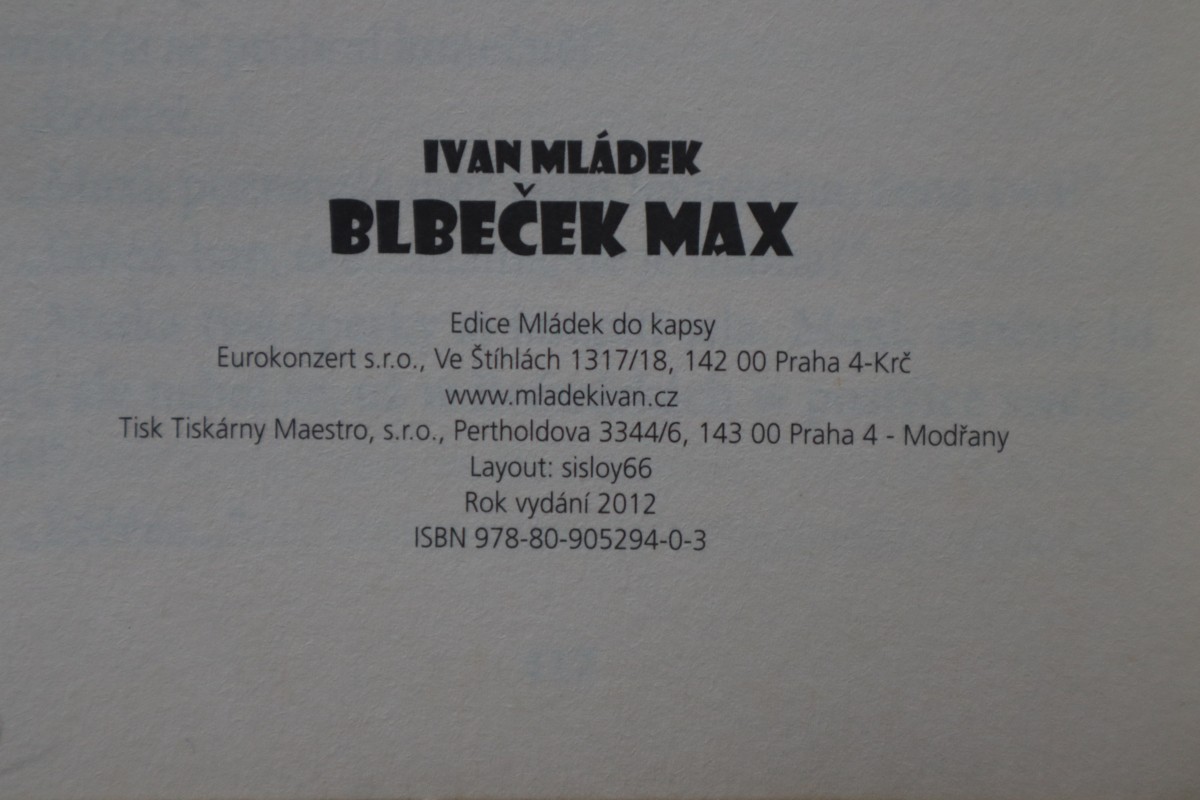 IVAN MLÁDEK
BLBEČEK MAX
Edice Mládek do kapsy
Eurokonzert s.r.o., Ve Štíhlách 1317/18, 142 00 Praha 4-Krč
www.mladekivan.cz
Tisk Tiskárny Maestro, s.r.o., Pertholdova 3344/6, 143 00 Praha 4 - Modřany
Layout: sisloy66
Rok vydání 2012
ISBN 978-80-905294-0-3